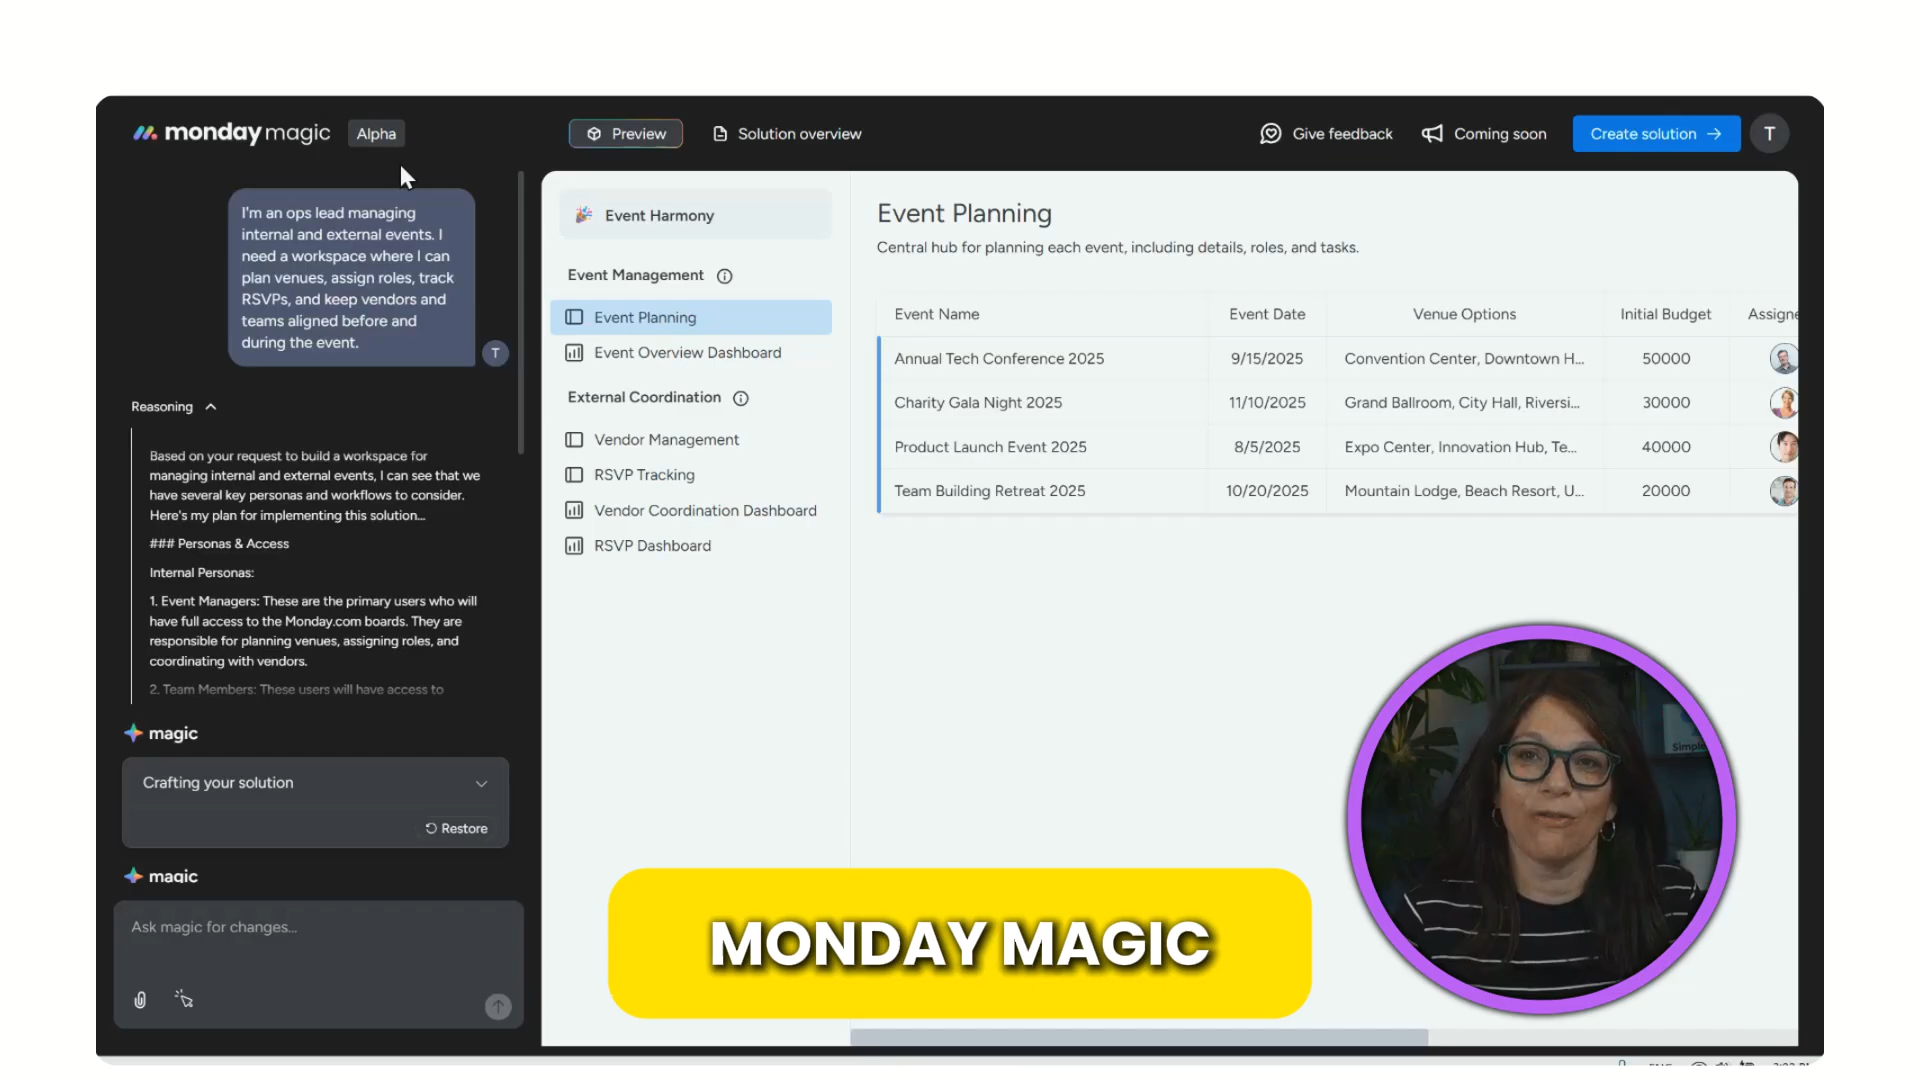 monday magic Alpha
Preview
Solution overview
Give feedback
Coming soon
Create solution
T
I'm an ops lead managing
internal and external events. I
need a workspace where I can
plan venues, assign roles, track
RSVPs, and keep vendors and
teams aligned before and
during the event.
T
Reasoning
Based on your request to build a workspace for
managing internal and external events, I can see that we
have several key personas and workflows to consider.
Here's my plan for implementing this solution...
### Personas & Access
Internal Personas:
1. Event Managers: These are the primary users who will
have full access to the Monday.com boards. They are
responsible for planning venues, assigning roles, and
coordinating with vendors.
2. Team Members: These users will have access to
magic
Crafting your solution
Restore
magic
Ask magic for changes...
Event Harmony
Event Management
Event Planning
Event Overview Dashboard
External Coordination
Vendor Management
RSVP Tracking
Vendor Coordination Dashboard
RSVP Dashboard
Event Planning
Central hub for planning each event, including details, roles, and tasks.
Event Name Event Date Venue Options Initial Budget Assigne
Annual Tech Conference 2025 9/15/2025 Convention Center, Downtown H... 50000
Charity Gala Night 2025 11/10/2025 Grand Ballroom, City Hall, Riversi... 30000
Product Launch Event 2025 8/5/2025 Expo Center, Innovation Hub, Te... 40000
Team Building Retreat 2025 10/20/2025 Mountain Lodge, Beach Resort, U... 20000
Simple
MONDAY MAGIC